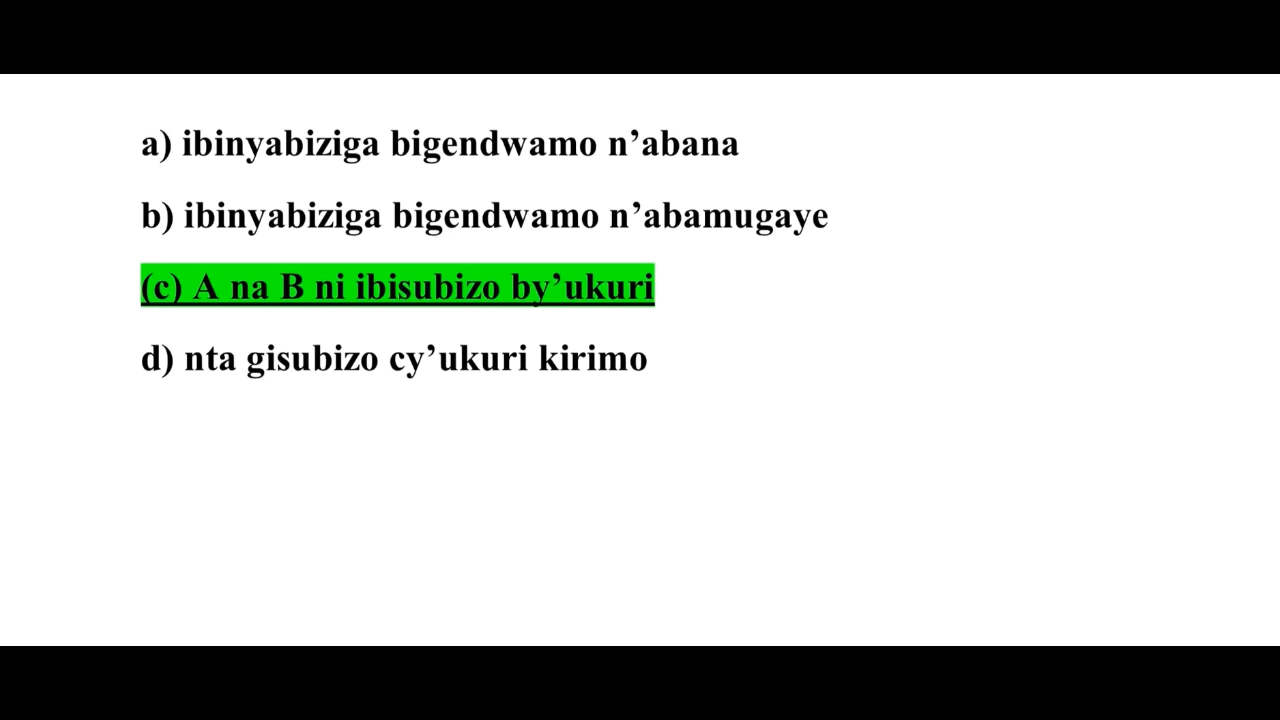 a) ibinyabiziga bigendwamo n’abana
b) ibinyabiziga bigendwamo n’abamugaye
(c) A na B ni ibisubizo by’ukuri
d) nta gisubizo cy’ukuri kirimo